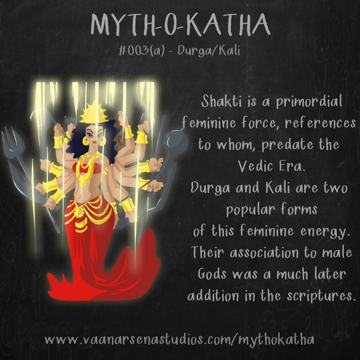 MYTH-O-KATHA
#003(a) - Durga/Kali
Shakti is a primordial
feminine force, references
to whom, predate the
Vedic Era.
Durga and Kali are two
popular forms
of this feminine energy.
Their association to male
Gods was a much later
addition in the scriptures.
www.vaanarsenastudios.com/mythokatha